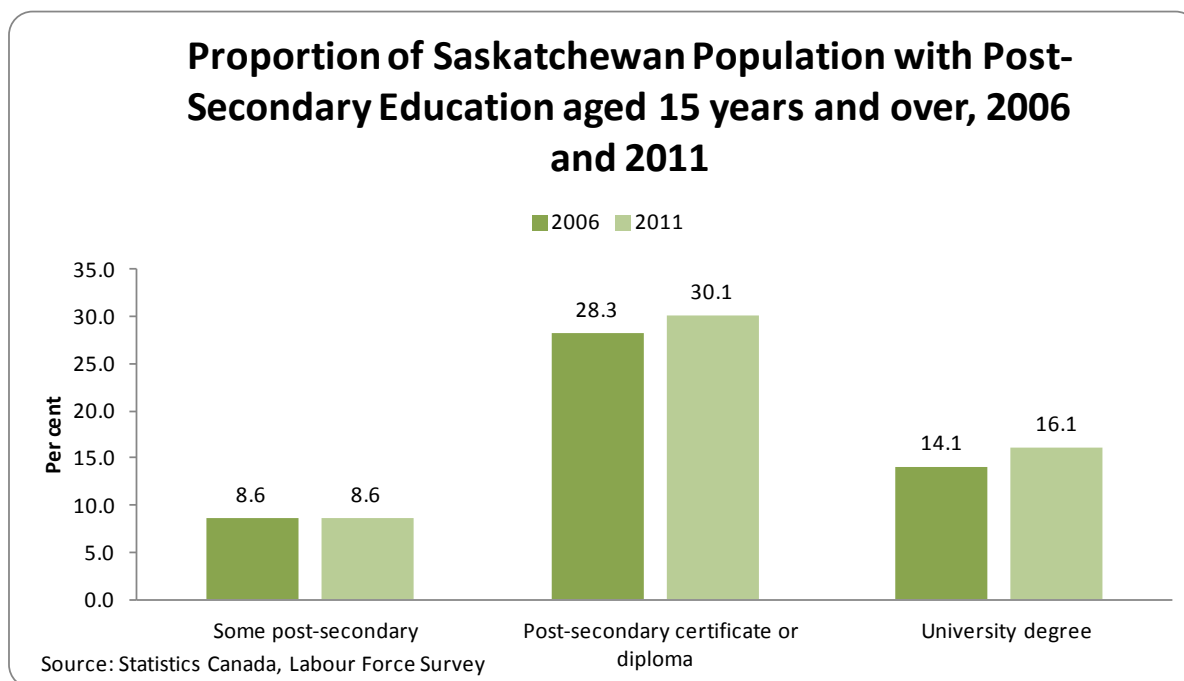 Proportion of Saskatchewan Population with Post-
Secondary Education aged 15 years and over, 2006
and 2011
2006 2011
35.0
30.0
25.0
20.0
15.0
10.0
5.0
0.0
Per cent
8.6
8.6
28.3
30.1
14.1
16.1
Some post-secondary
Post-secondary certificate or
diploma
University degree
Source: Statistics Canada, Labour Force Survey